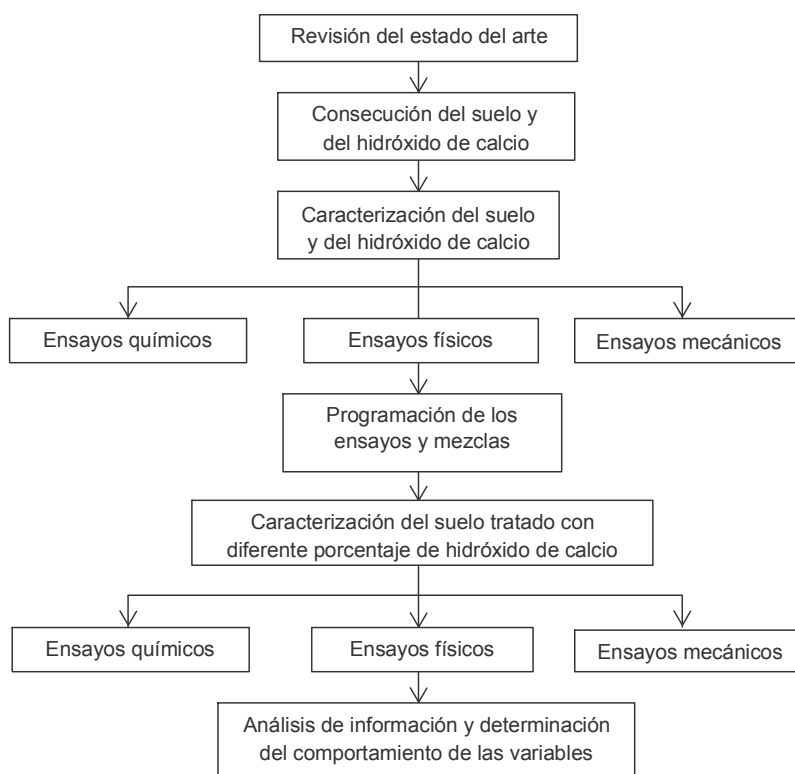 Revisión del estado del arte
Consecución del suelo y
del hidróxido de calcio
Caracterización del suelo
y del hidróxido de calcio
Ensayos químicos
Ensayos físicos
Ensayos mecánicos
Programación de los
ensayos y mezclas
Caracterización del suelo tratado con
diferente porcentaje de hidróxido de calcio
Ensayos químicos
Ensayos físicos
Ensayos mecánicos
Análisis de información y determinación
del comportamiento de las variables